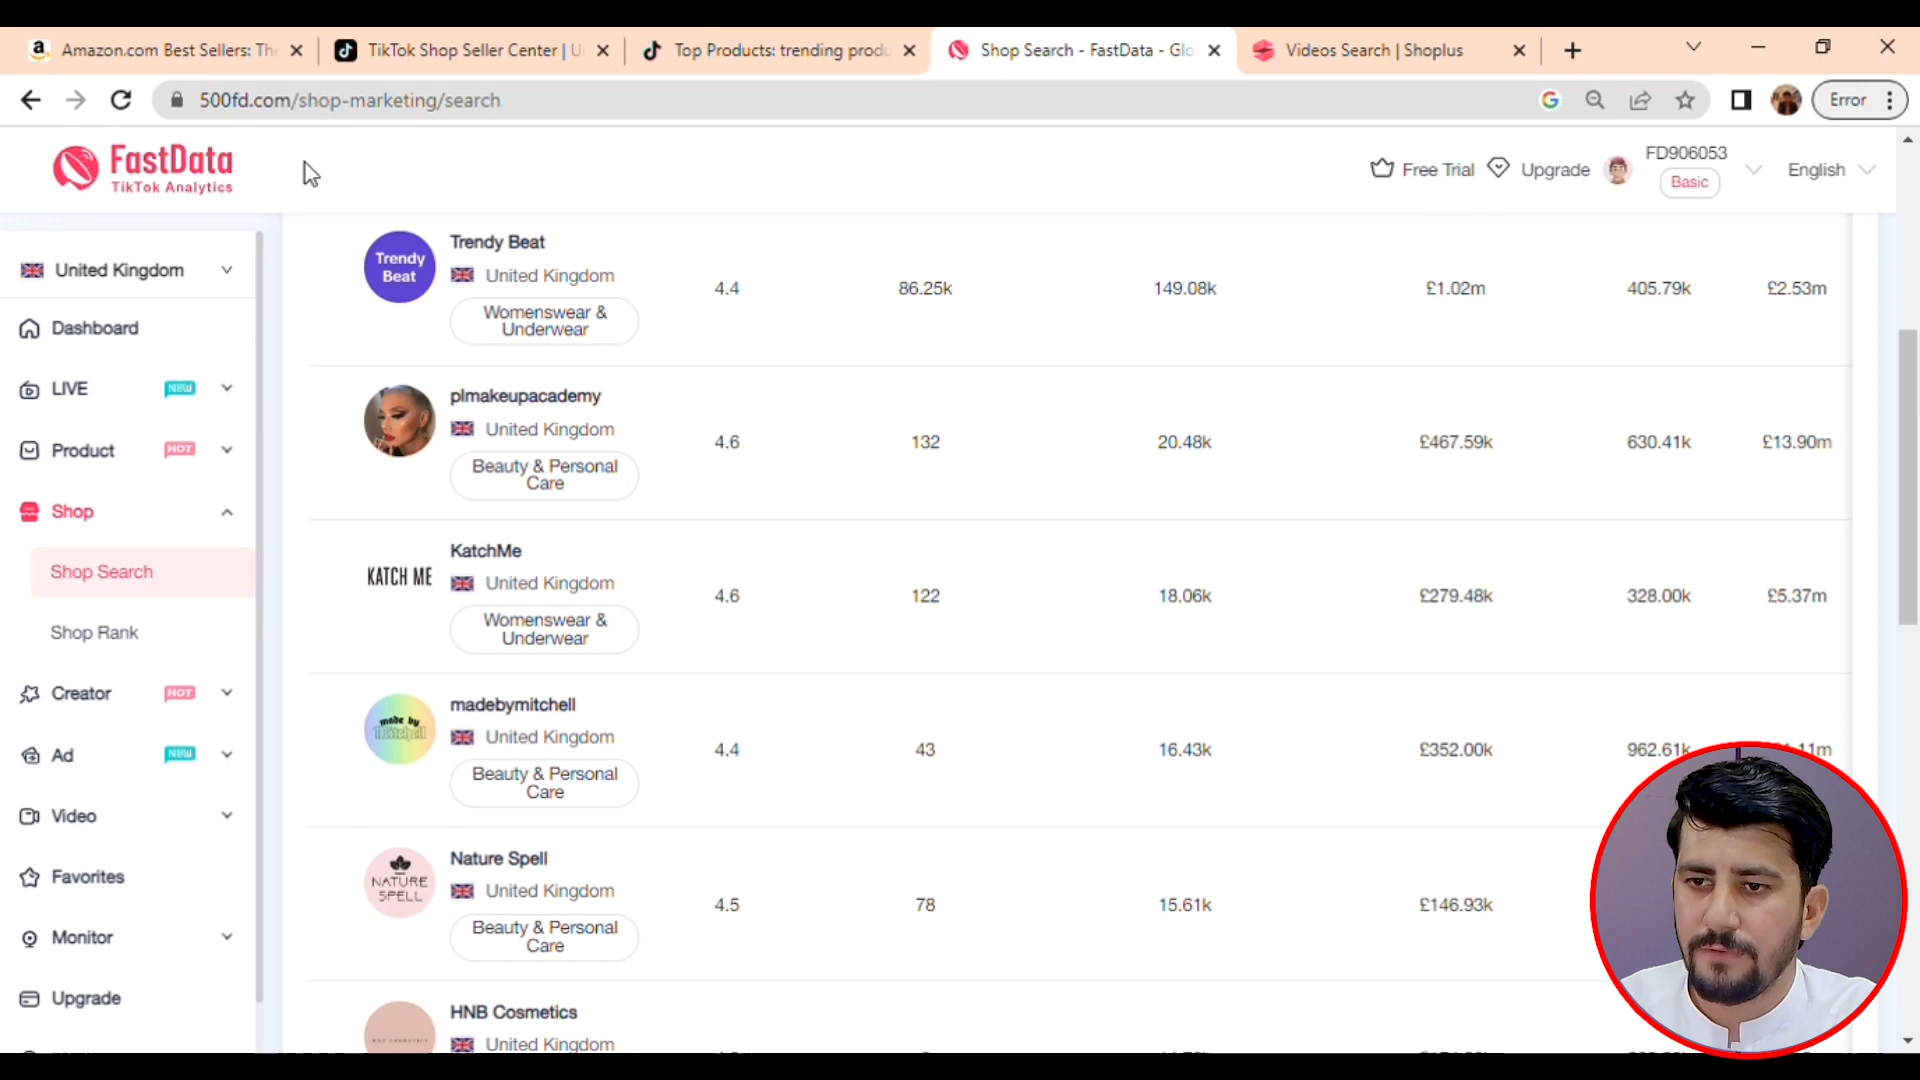 Amazon.com Best Sellers: Th
TikTok Shop Seller Center | U
Top Products: trending produ
Shop Search - FastData - Glo
Videos Search | Shoplus
500fd.com/shop-marketing/search
Error
FastData
TikTok Analytics
Free Trial
Upgrade
FD906053
Basic
English
United Kingdom
Dashboard
LIVE NEW
Product HOT
Shop
Shop Search
Shop Rank
Creator HOT
Ad NEW
Video
Favorites
Monitor
Upgrade
Trendy Beat
Trendy Beat
United Kingdom
Womenswear &
Underwear
4.4 86.25k 149.08k £1.02m 405.79k £2.53m
plmakeupacademy
United Kingdom
Beauty & Personal
Care
4.6 132 20.48k £467.59k 630.41k £13.90m
KATCH ME
KatchMe
United Kingdom
Womenswear &
Underwear
4.6 122 18.06k £279.48k 328.00k £5.37m
made by
Mitchell
madebymitchell
United Kingdom
Beauty & Personal
Care
4.4 43 16.43k £352.00k 962.61k
NATURE
SPELL
Nature Spell
United Kingdom
Beauty & Personal
Care
4.5 78 15.61k £146.93k
HNB Cosmetics
United Kingdom